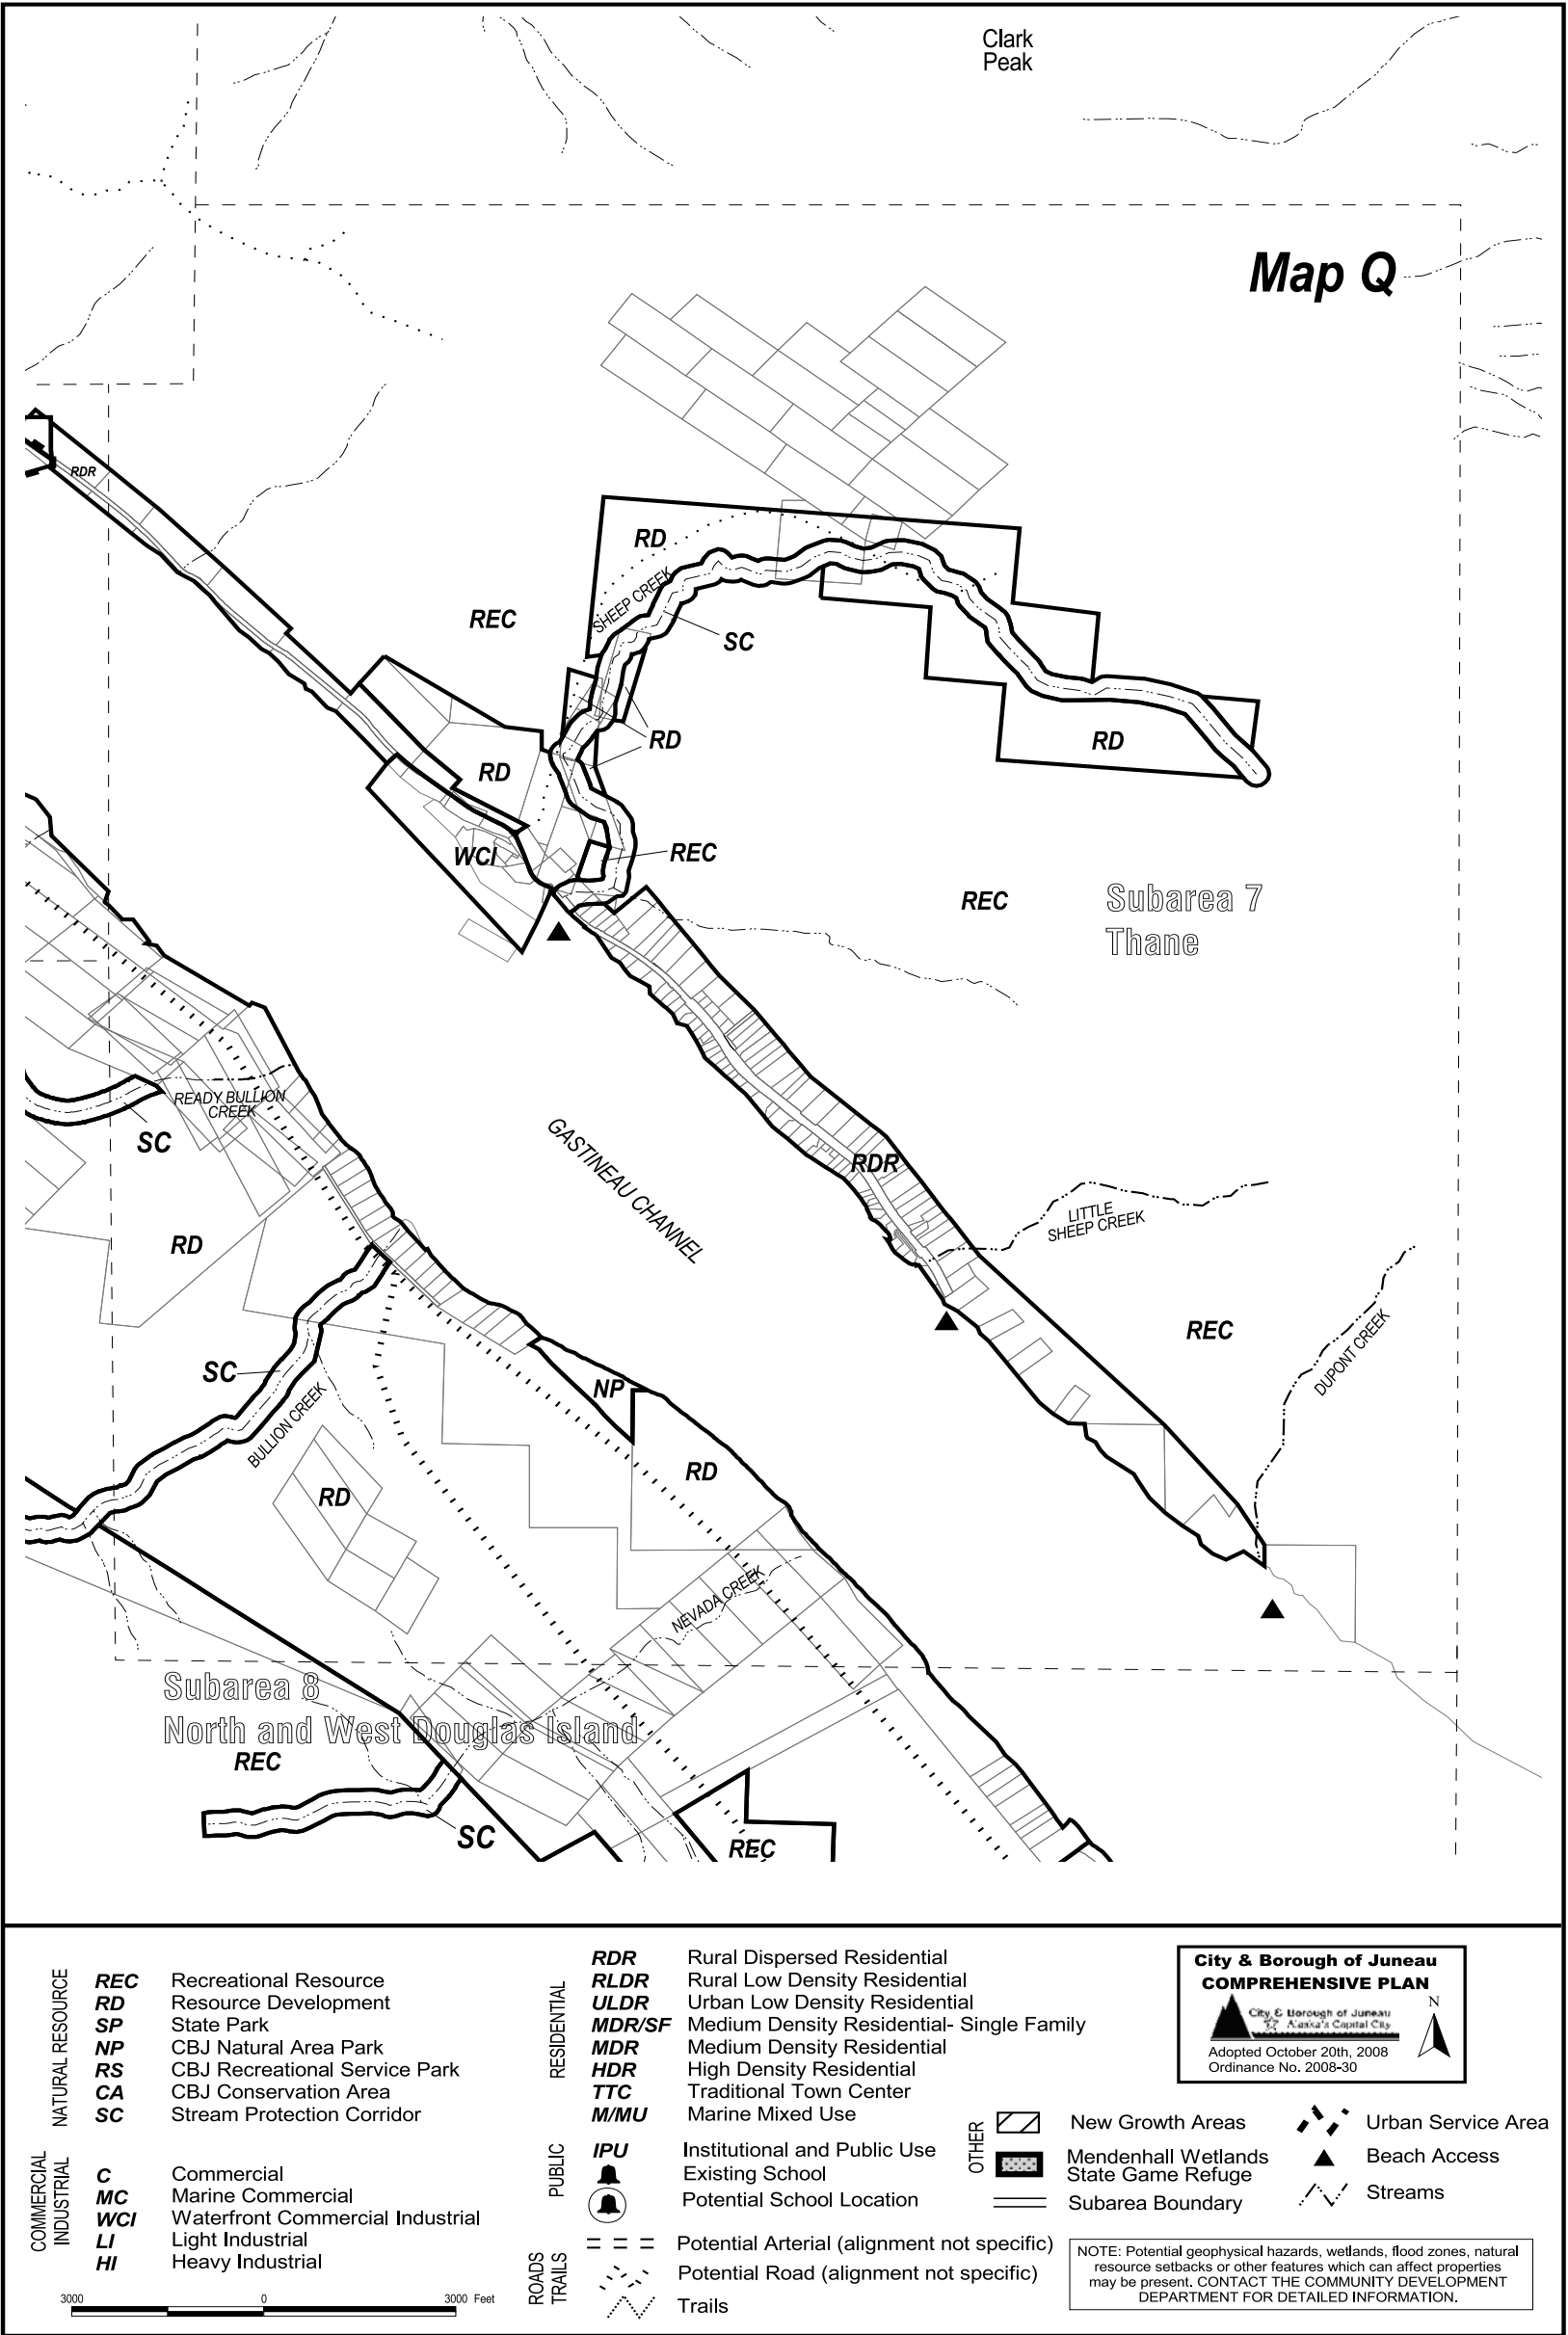 Clark
Peak
Map Q
RDR
RD
SHEEP CREEK
REC
SC
RD
RD
RD
WCI
REC
REC
Subarea 7
Thane
READY BULLION
CREEK
SC
GASTINEAU CHANNEL
RDR
LITTLE
SHEEP CREEK
RD
REC
DUPONT CREEK
SC
NP
BULLION CREEK
RD
RD
NEVADA CREEK
Subarea 8
North and West Douglas Island
REC
SC
REC
NATURAL RESOURCE
REC Recreational Resource
RD Resource Development
SP State Park
NP CBJ Natural Area Park
RS CBJ Recreational Service Park
CA CBJ Conservation Area
SC Stream Protection Corridor
COMMERCIAL
INDUSTRIAL
C Commercial
MC Marine Commercial
WCI Waterfront Commercial Industrial
LI Light Industrial
HI Heavy Industrial
3000 0 3000 Feet
RESIDENTIAL
RDR Rural Dispersed Residential
RLDR Rural Low Density Residential
ULDR Urban Low Density Residential
MDR/SF Medium Density Residential- Single Family
MDR Medium Density Residential
HDR High Density Residential
TTC Traditional Town Center
M/MU Marine Mixed Use
PUBLIC
IPU Institutional and Public Use
Existing School
Potential School Location
ROADS
TRAILS
Potential Arterial (alignment not specific)
Potential Road (alignment not specific)
Trails
OTHER
New Growth Areas
Mendenhall Wetlands
State Game Refuge
Subarea Boundary
Urban Service Area
Beach Access
Streams
City & Borough of Juneau
COMPREHENSIVE PLAN
City & Borough of Juneau
Alaska's Capital City
N
Adopted October 20th, 2008
Ordinance No. 2008-30
NOTE: Potential geophysical hazards, wetlands, flood zones, natural
resource setbacks or other features which can affect properties
may be present. CONTACT THE COMMUNITY DEVELOPMENT
DEPARTMENT FOR DETAILED INFORMATION.